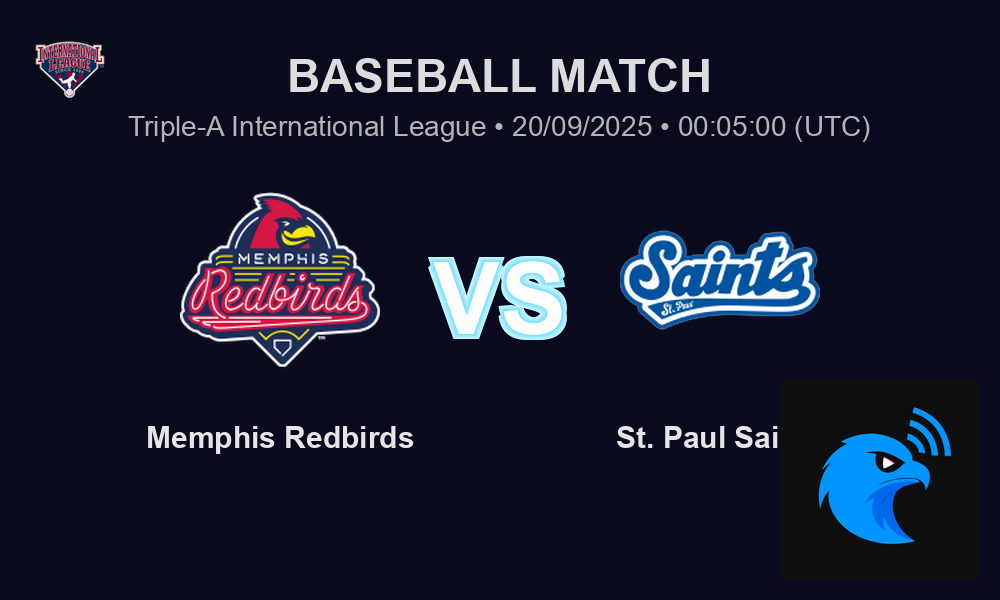 INTERNATIONAL
LEAGUE
BASEBALL MATCH
Triple-A International League • 20/09/2025 • 00:05:00 (UTC)
MEMPHIS
Redbirds
VS
Saints
St. Paul
Memphis Redbirds
St. Paul Sai